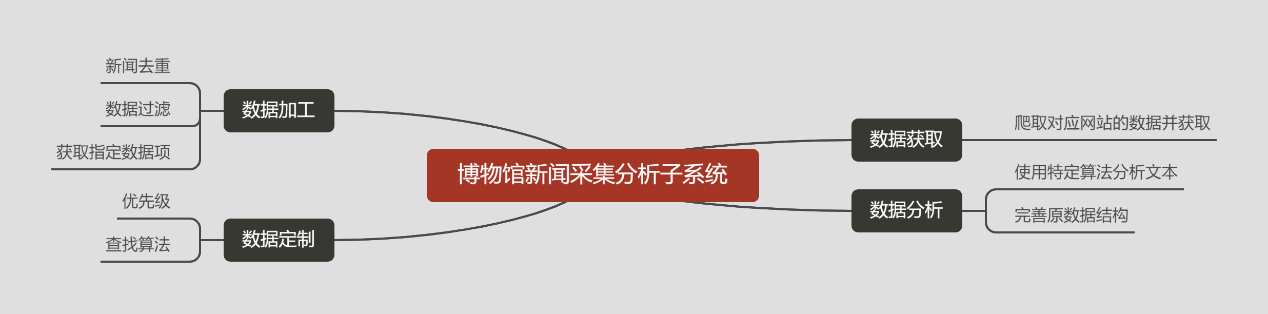 博物馆新闻采集分析子系统
数据获取
爬取对应网站的数据并获取
数据分析
使用特定算法分析文本
完善原数据结构
数据加工
新闻去重
数据过滤
获取指定数据项
数据定制
优先级
查找算法